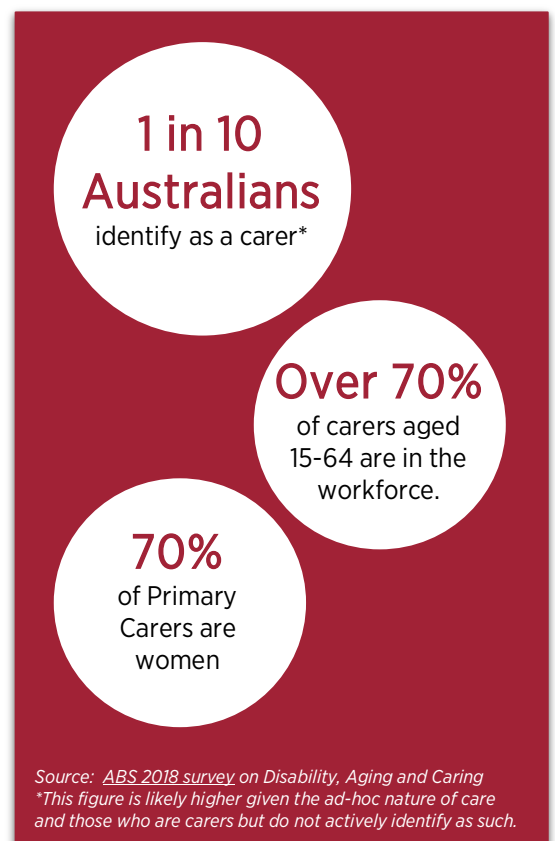 1 in 10
Australians
identify as a carer*
Over 70%
of carers aged
15-64 are in the
workforce.
70%
of Primary
Carers are
women
Source:  ABS 2018 survey on Disability, Aging and Caring
*This figure is likely higher given the ad-hoc nature of care
and those who are carers but do not actively identify as such.